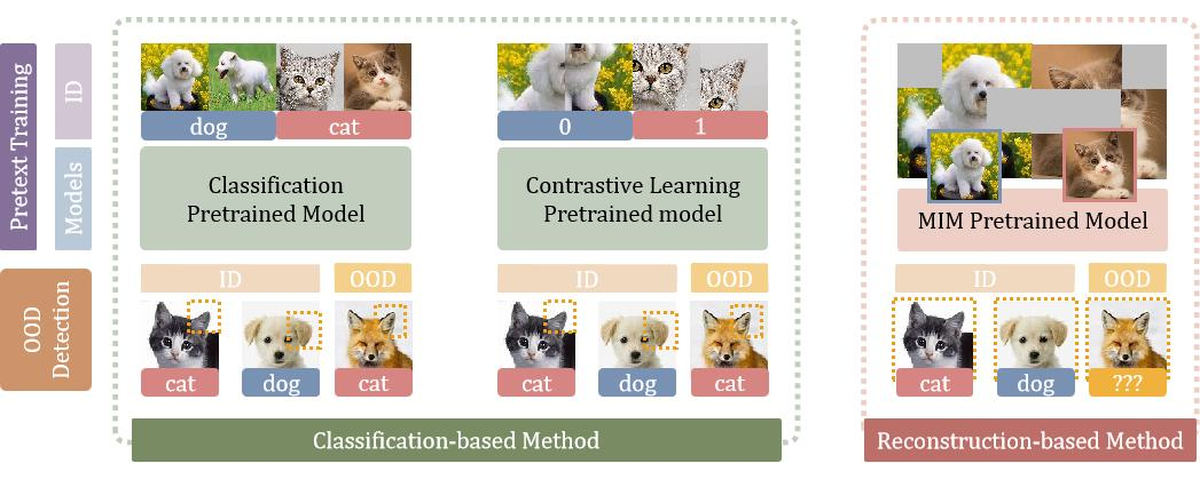 Pretext Training
ID
Models
dog
cat
0
1
Classification
Pretrained Model
Contrastive Learning
Pretrained model
MIM Pretrained Model
OOD
Detection
ID
OOD
ID
OOD
ID
OOD
cat
dog
cat
cat
dog
cat
cat
dog
???
Classification-based Method
Reconstruction-based Method